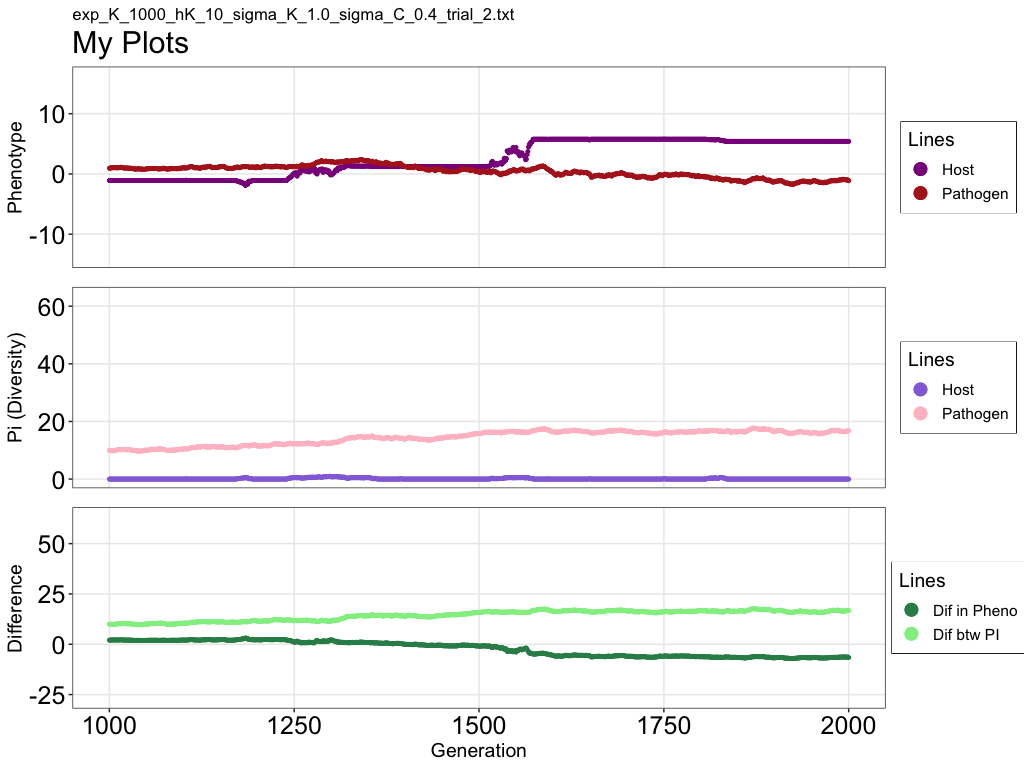 exp_K_1000_hK_10_sigma_K_1.0_sigma_C_0.4_trial_2.txt
My Plots
Phenotype
10
0
-10
Lines
Host
Pathogen
Pi (Diversity)
60
40
20
0
Lines
Host
Pathogen
Difference
50
25
0
-25
Lines
Dif in Pheno
Dif btw PI
1000 1250 1500 1750 2000
Generation